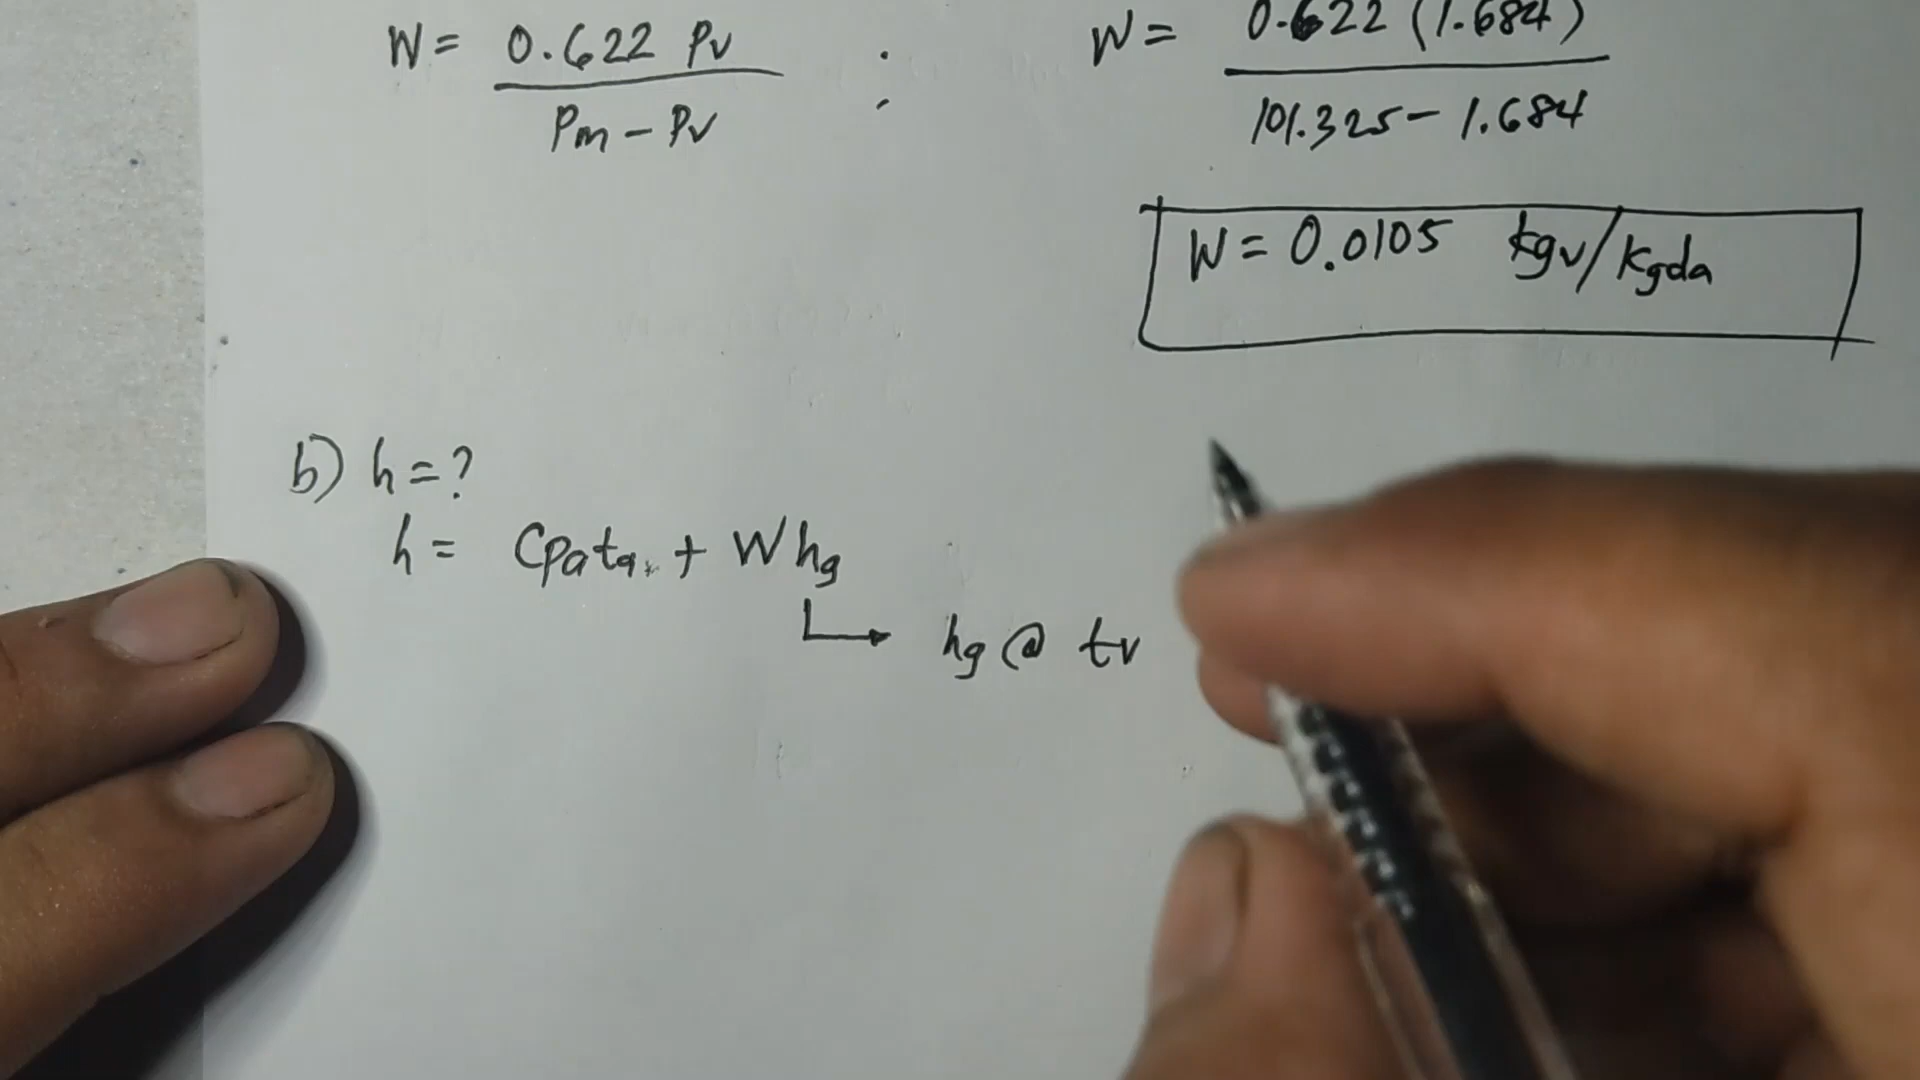 W = 0.622 Pv / Pm - Pv ; W = 0.622 (1.684) / 101.325 - 1.684
W = 0.0105 kgv/kgda
b) h = ?
h = Cpata + Whg
hg @ tv